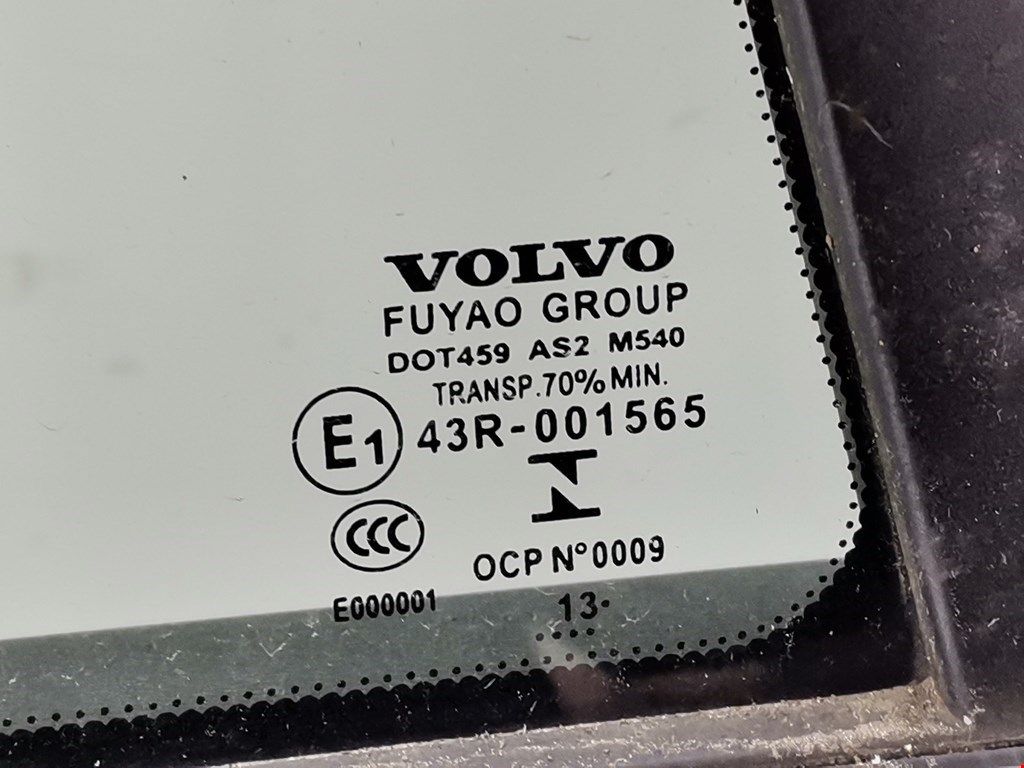 VOLVO
FUYAO GROUP
DOT459 AS2 M540
TRANSP.70%MIN.
E1 43R-001565
CCC
OCP N°0009
E000001
13·